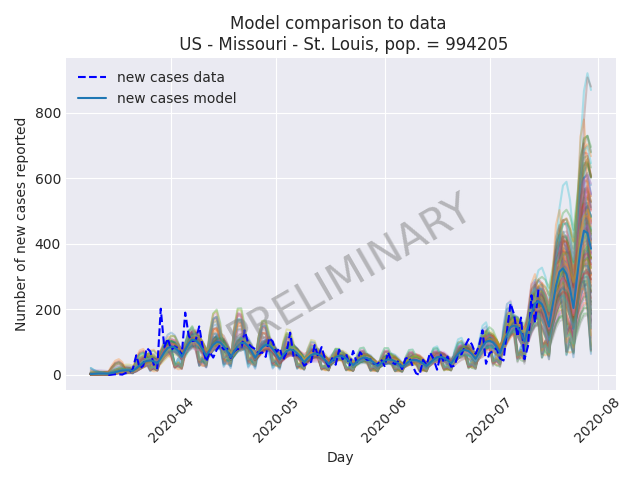 Model comparison to data
US - Missouri - St. Louis, pop. = 994205
new cases data
new cases model
Number of new cases reported
800
600
400
200
0
PRELIMINARY
2020-04
2020-05
2020-06
2020-07
2020-08
Day